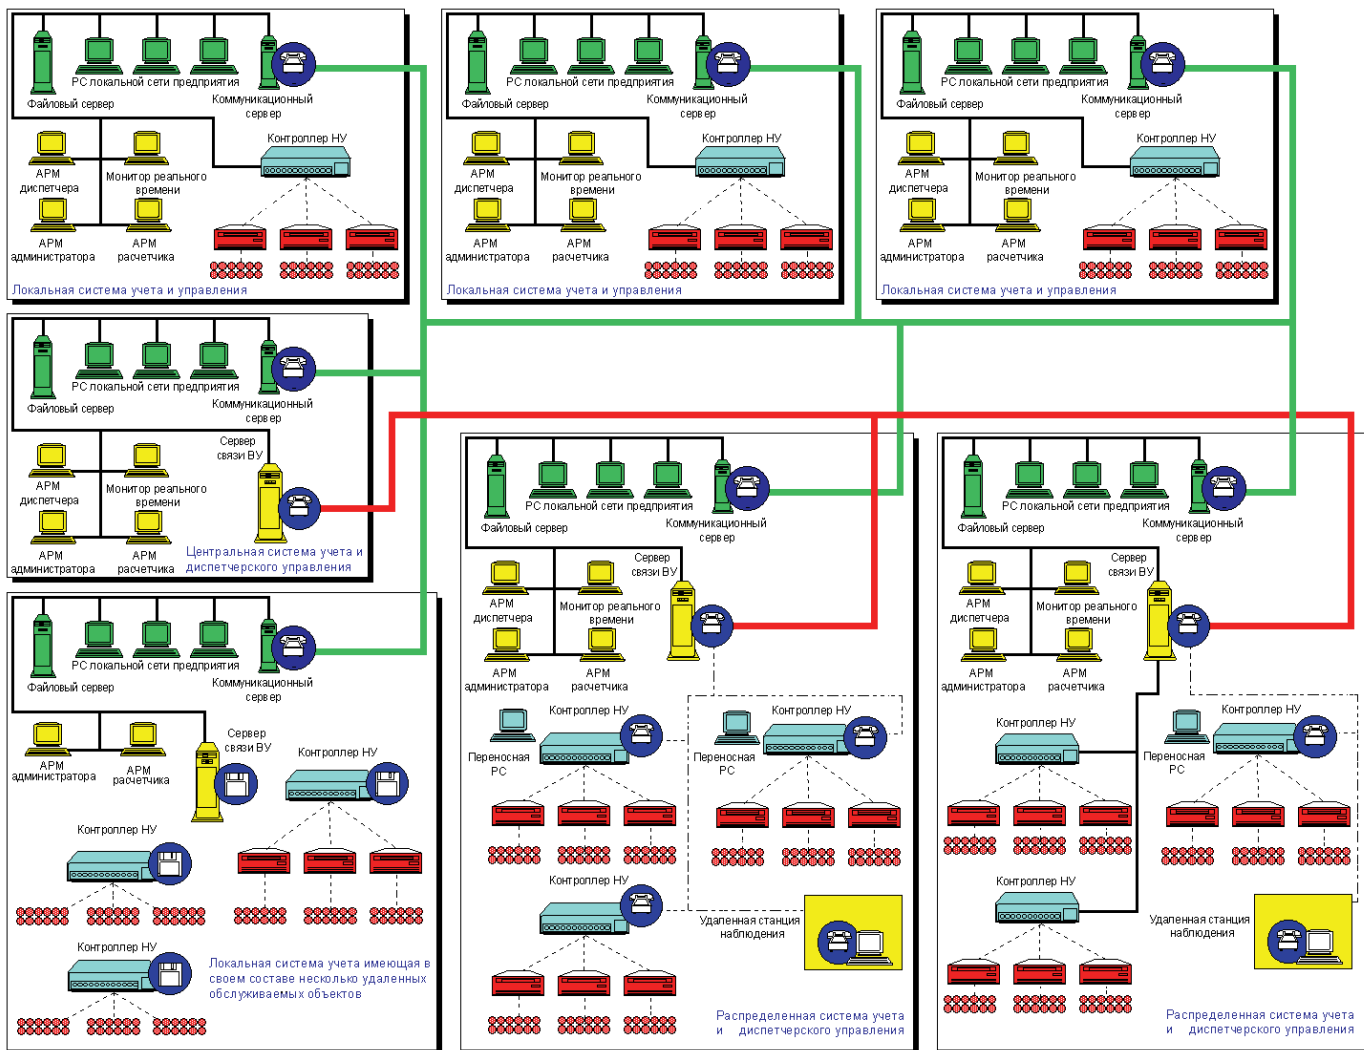 РС локальной сети предприятия
Файловый сервер
Коммуникационный
сервер
Контроллер НУ
АРМ
диспетчера
Монитор реального
времени
АРМ
администратора
АРМ
расчетчика
Локальная система учета и управления
РС локальной сети предприятия
Файловый сервер
Коммуникационный
сервер
Контроллер НУ
АРМ
диспетчера
Монитор реального
времени
АРМ
администратора
АРМ
расчетчика
Локальная система учета и управления
РС локальной сети предприятия
Файловый сервер
Коммуникационный
сервер
Контроллер НУ
АРМ
диспетчера
Монитор реального
времени
АРМ
администратора
АРМ
расчетчика
Локальная система учета и управления
РС локальной сети предприятия
Файловый сервер
Коммуникационный
сервер
Сервер
связи ВУ
АРМ
диспетчера
Монитор реального
времени
АРМ
администратора
АРМ
расчетчика
Центральная система учета и
диспетчерского управления
РС локальной сети предприятия
Файловый сервер
Коммуникационный
сервер
Сервер
связи ВУ
АРМ
администратора
АРМ
расчетчика
Контроллер НУ
Контроллер НУ
Контроллер НУ
Локальная система учета имеющая в
своем составе несколько удаленных
обслуживаемых объектов
РС локальной сети предприятия
Файловый сервер
Коммуникационный
сервер
Сервер
связи ВУ
АРМ
диспетчера
Монитор реального
времени
АРМ
администратора
АРМ
расчетчика
Контроллер НУ
Переносная
РС
Контроллер НУ
Переносная
РС
Контроллер НУ
Удаленная станция
наблюдения
Распределенная система учета
и диспетчерского управления
РС локальной сети предприятия
Файловый сервер
Коммуникационный
сервер
Сервер
связи ВУ
АРМ
диспетчера
Монитор реального
времени
АРМ
администратора
АРМ
расчетчика
Контроллер НУ
Контроллер НУ
Переносная
РС
Контроллер НУ
Удаленная станция
наблюдения
Распределенная система учета
и диспетчерского управления